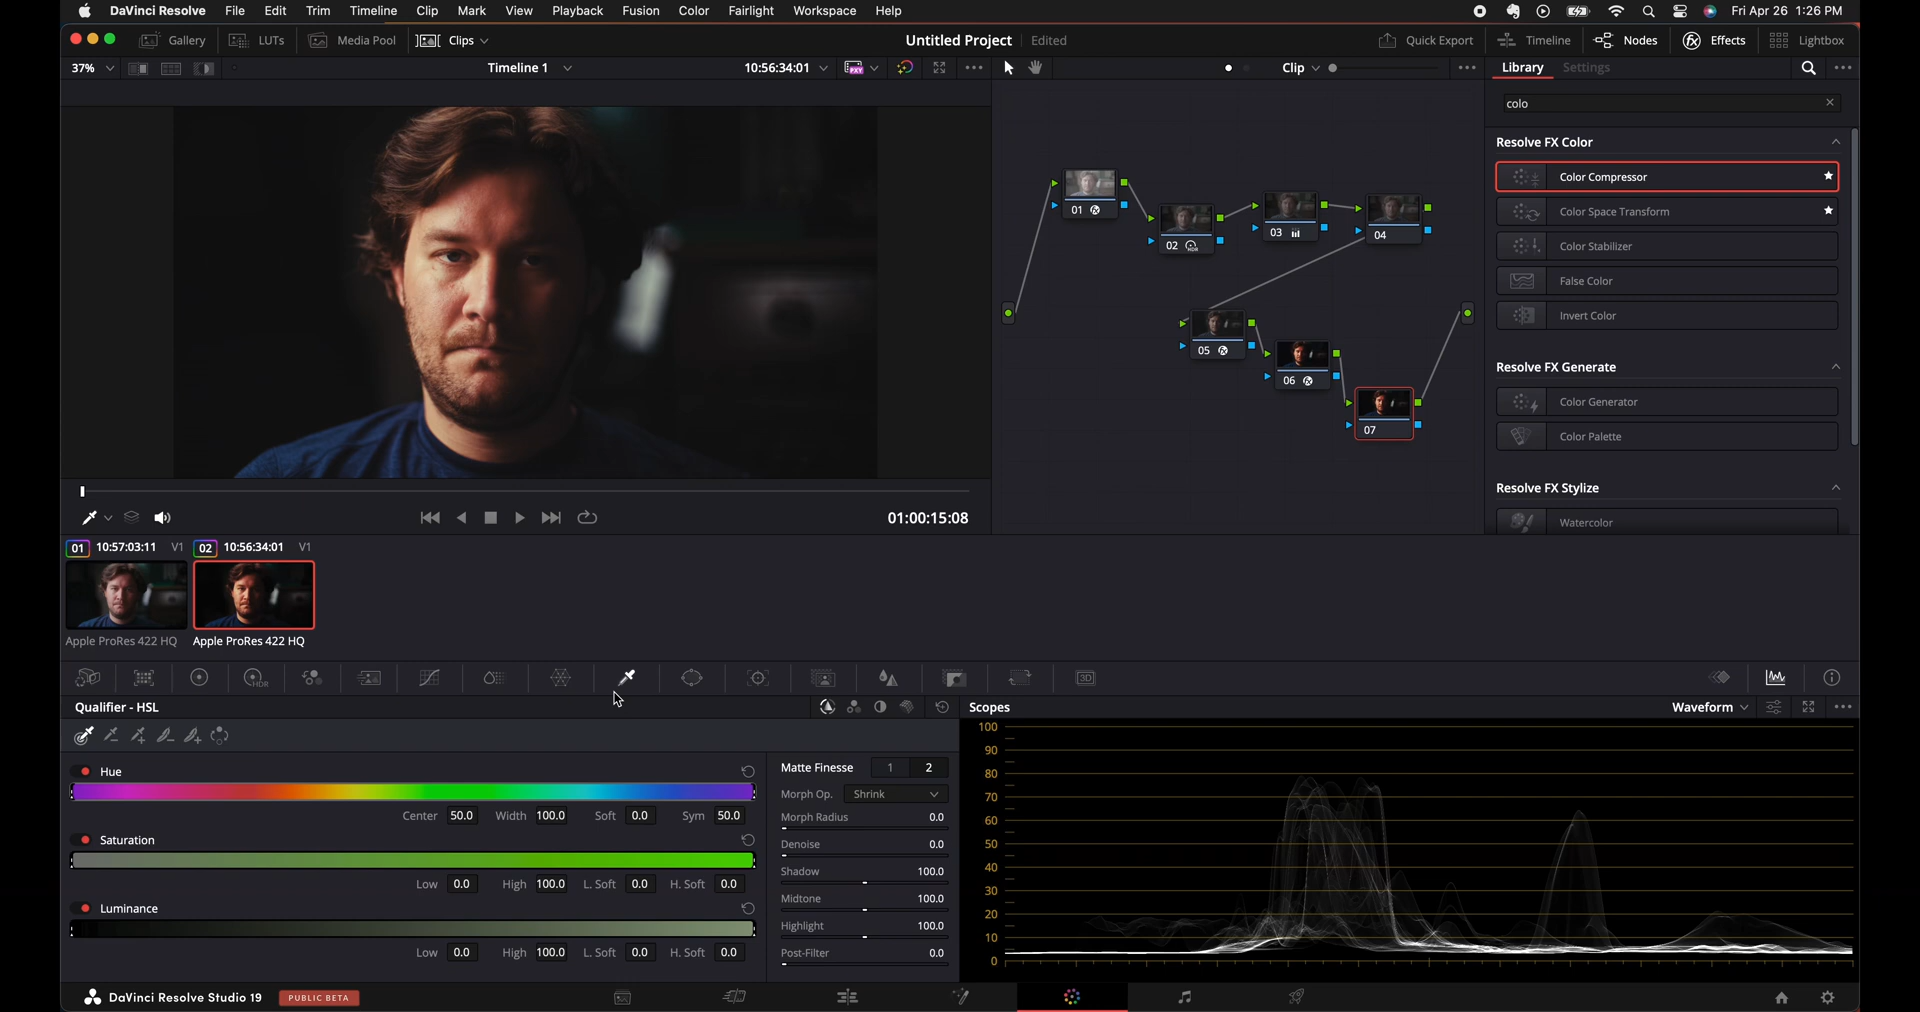 DaVinci Resolve File Edit Trim Timeline Clip Mark View Playback Fusion Color Fairlight Workspace Help Fri Apr 26 1:26 PM
Gallery LUTs Media Pool Clips Untitled Project Edited Quick Export Timeline Nodes Effects Lightbox
37% Timeline 1 10:56:34:01 PXY Clip Library Settings
colo
Resolve FX Color
Color Compressor
Color Space Transform
Color Stabilizer
False Color
Invert Color
Resolve FX Generate
Color Generator
Color Palette
Resolve FX Stylize
Watercolor
01
02 HDR
03
04
05
06
07
01:00:15:08
01 10:57:03:11 V1 02 10:56:34:01 V1
Apple ProRes 422 HQ Apple ProRes 422 HQ
HDR 3D
Qualifier - HSL
Hue
Center 50.0 Width 100.0 Soft 0.0 Sym 50.0
Saturation
Low 0.0 High 100.0 L. Soft 0.0 H. Soft 0.0
Luminance
Low 0.0 High 100.0 L. Soft 0.0 H. Soft 0.0
Matte Finesse 1 2
Morph Op. Shrink
Morph Radius 0.0
Denoise 0.0
Shadow 100.0
Midtone 100.0
Highlight 100.0
Post-Filter 0.0
Scopes Waveform
100
90
80
70
60
50
40
30
20
10
0
DaVinci Resolve Studio 19 PUBLIC BETA